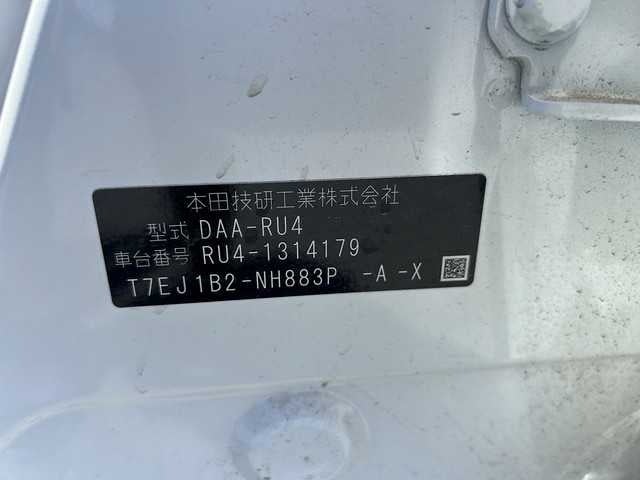 本田技研工業株式会社
型式 DAA-RU4
車台番号 RU4-1314179
T7EJ1B2-NH883P -A -X